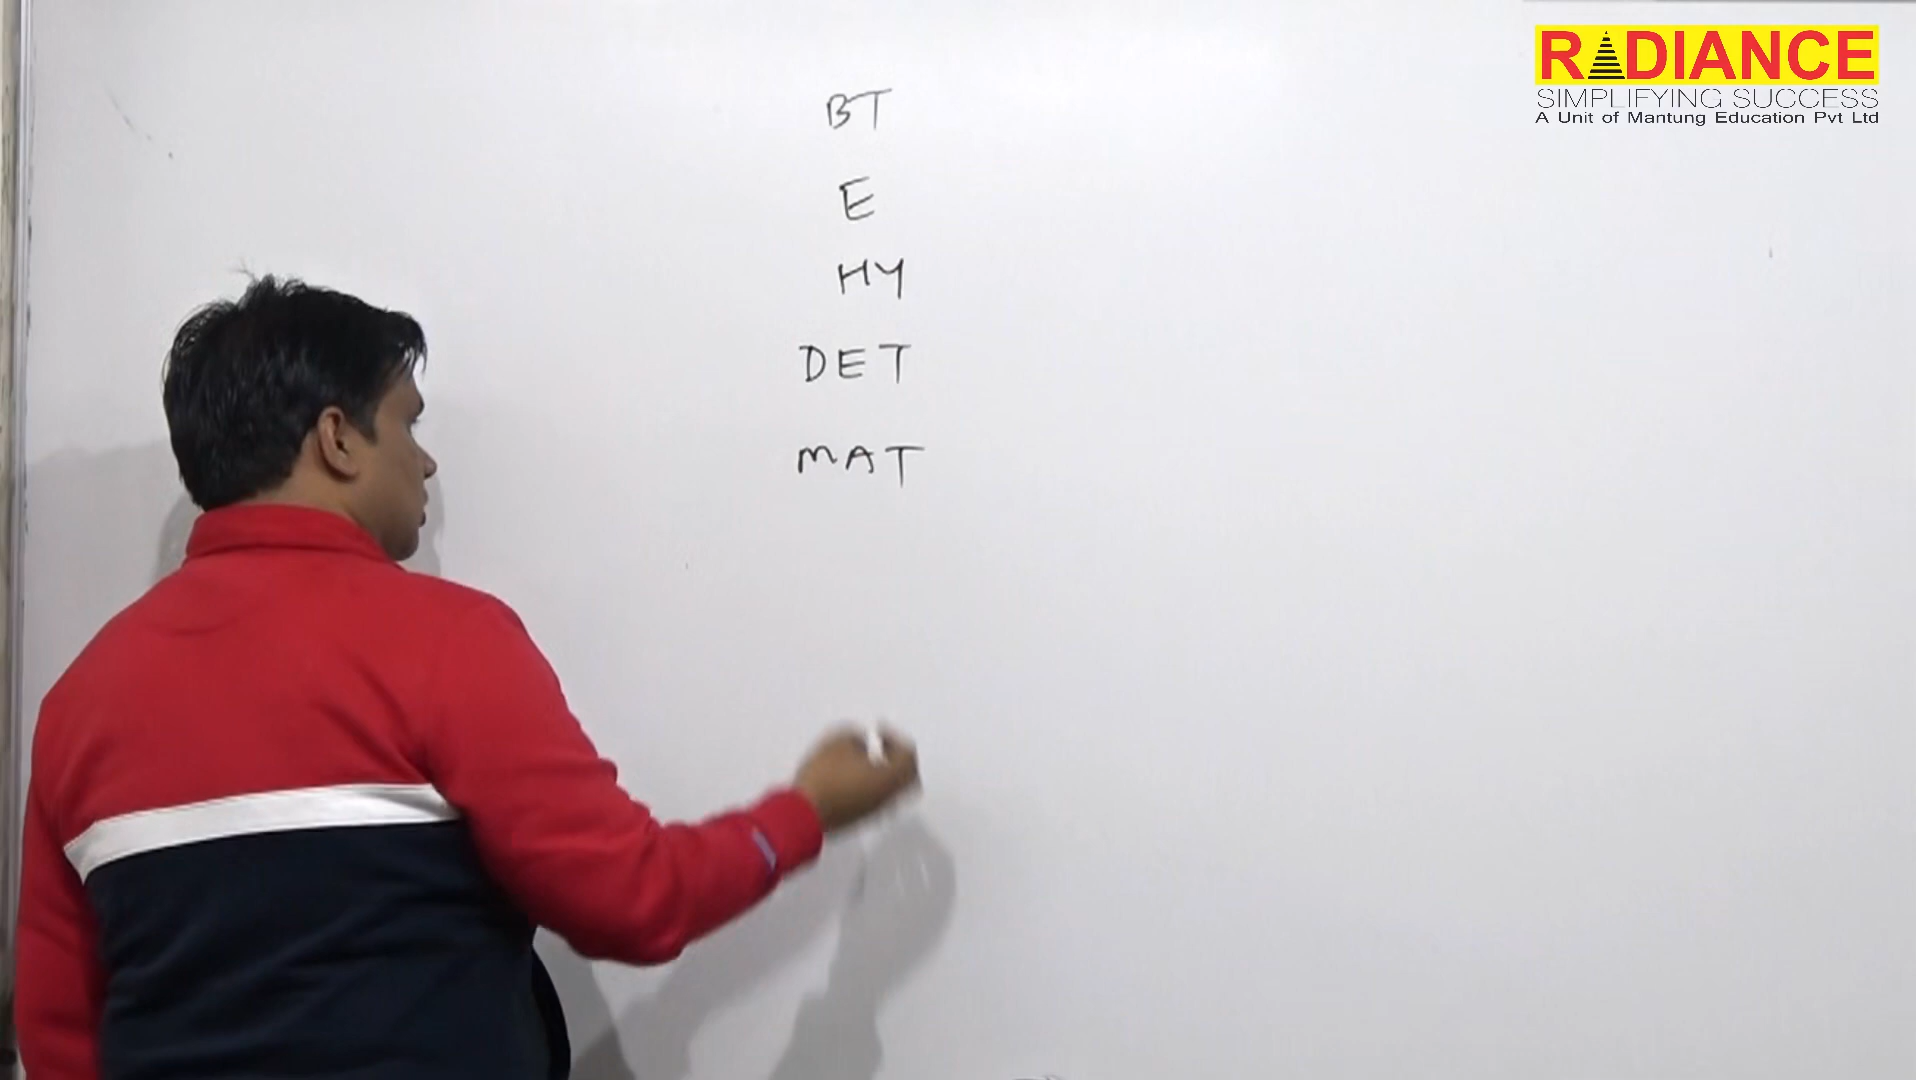 RADIANCE
SIMPLIFYING SUCCESS
A Unit of Mantung Education Pvt Ltd
BT
E
HY
DET
MAT